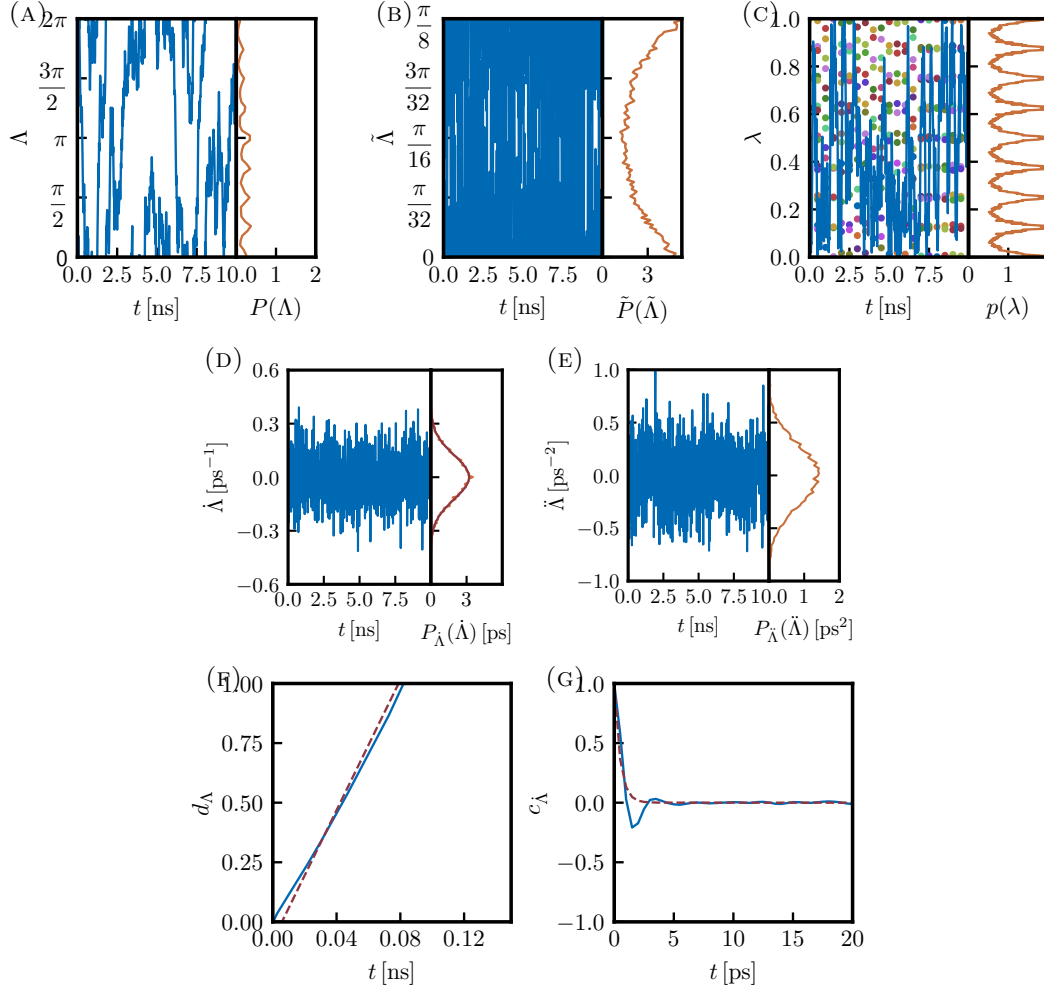 (A)
2π
3π/2
π
π/2
0
Λ
0.0 2.5 5.0 7.5 10.0 1 2
t [ns]
P(Λ)
(B)
π/8
3π/32
π/16
π/32
0
Λ̃
0.0 2.5 5.0 7.5 0 3
t [ns]
P̃(Λ̃)
(C)
1.0
0.8
0.6
0.4
0.2
0.0
λ
0.0 2.5 5.0 7.5 0 1
t [ns]
p(λ)
(D)
0.6
0.3
0.0
−0.3
−0.6
Λ̇ [ps⁻¹]
0.0 2.5 5.0 7.5 0 3
t [ns]
P_Λ̇(Λ̇) [ps]
(E)
1.0
0.5
0.0
−0.5
−1.0
Λ̈ [ps⁻²]
0.0 2.5 5.0 7.5 10.0 1 2
t [ns]
P_Λ̈(Λ̈) [ps²]
(F)
1.00
0.75
0.50
0.25
0.00
d_Λ
0.00 0.04 0.08 0.12
t [ns]
(G)
1.0
0.5
0.0
−0.5
−1.0
c_Λ̇
0 5 10 15 20
t [ps]